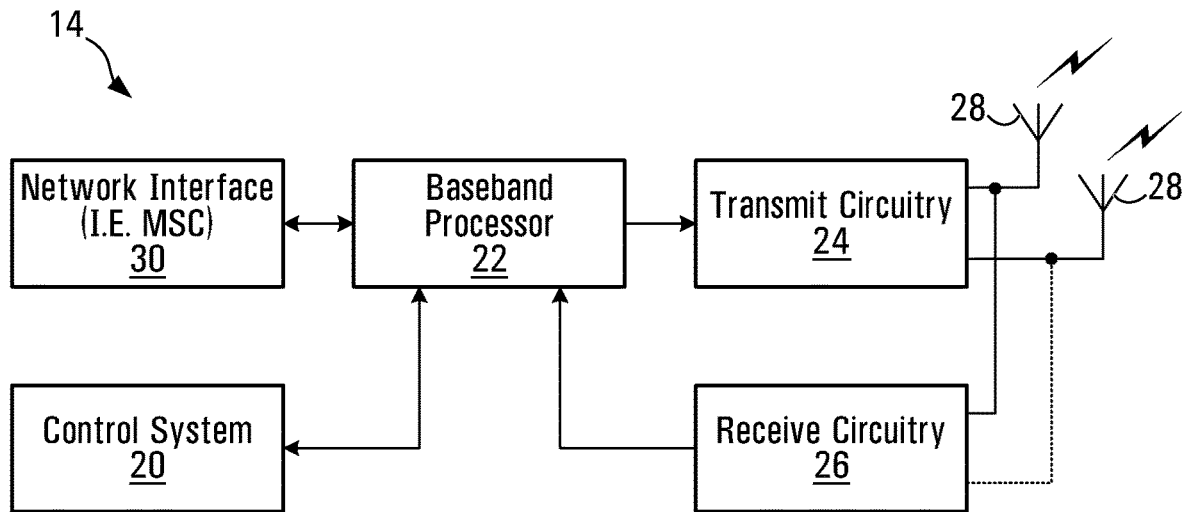 14
28
28
Network Interface
(I.E. MSC)
30
Baseband
Processor
22
Transmit Circuitry
24
Control System
20
Receive Circuitry
26